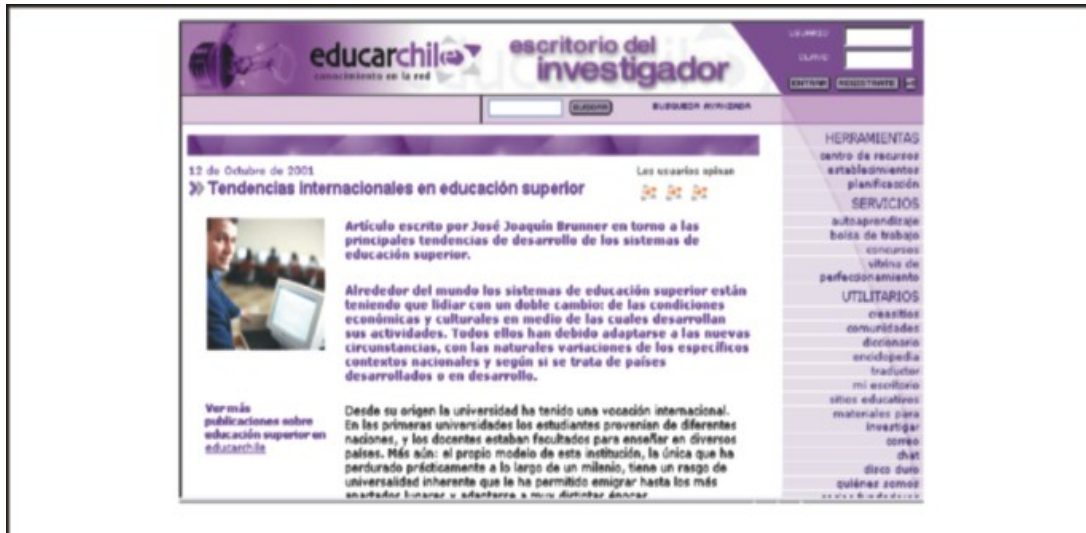 educarchile
conocimiento en la red
escritorio del
investigador
USUARIO
CLAVE
ENTRAR REGISTRATE
BUSCAR BUSQUEDA AVANZADA
12 de Octubre de 2001
Los usuarios opinan
Tendencias internacionales en educación superior
Artículo escrito por José Joaquín Brunner en torno a las
principales tendencias de desarrollo de los sistemas de
educación superior.
Alrededor del mundo los sistemas de educación superior están
teniendo que lidiar con un doble cambio: de las condiciones
económicas y culturales en medio de las cuales desarrollan
sus actividades. Todos ellos han debido adaptarse a las nuevas
circunstancias, con las naturales variaciones de los específicos
contextos nacionales y según si se trata de países
desarrollados o en desarrollo.
Ver más
publicaciones sobre
educación superior en
educarchile
Desde su origen la universidad ha tenido una vocación internacional.
En las primeras universidades los estudiantes provenían de diferentes
naciones, y los docentes estaban facultados para enseñar en diversos
países. Más aún: el propio modelo de esta institución, la única que ha
perdurado prácticamente a lo largo de un milenio, tiene un rasgo de
universalidad inherente que le ha permitido emigrar hasta los más
apartados lugares y adaptarse a muy distintas épocas.
HERRAMIENTAS
centro de recursos
establecimientos
planificacción
SERVICIOS
autoaprendizaje
bolsa de trabajo
concursos
vitrina de
perfeccionamiento
UTILITARIOS
creasitios
comunidades
diccionario
enciclopedia
traductor
mi escritorio
sitios educativos
materiales para
investigar
correo
chat
disco duro
quiénes somos